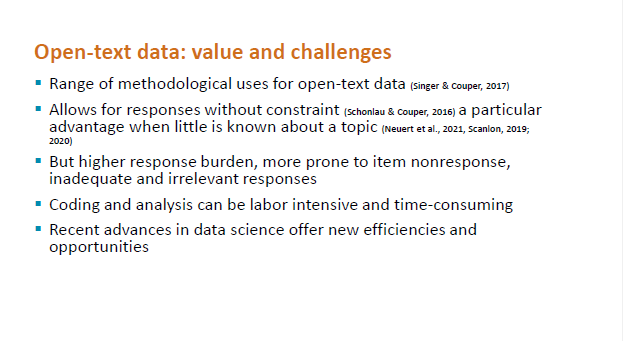 Open-text data: value and challenges
▪ Range of methodological uses for open-text data (Singer & Couper, 2017)
▪ Allows for responses without constraint (Schonlau & Couper, 2016) a particular
advantage when little is known about a topic (Neuert et al., 2021, Scanlon, 2019;
2020)
▪ But higher response burden, more prone to item nonresponse,
inadequate and irrelevant responses
▪ Coding and analysis can be labor intensive and time-consuming
▪ Recent advances in data science offer new efficiencies and
opportunities